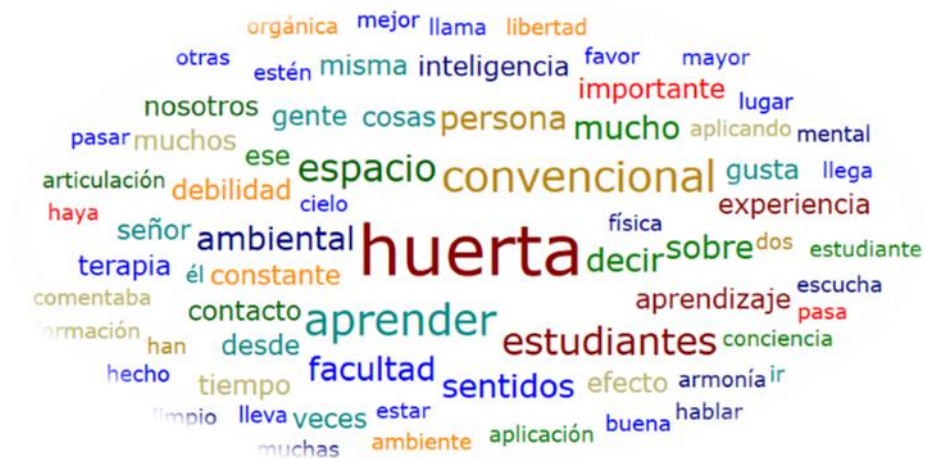 orgánica mejor llama libertad
otras estén misma inteligencia favor mayor
importante
nosotros gente cosas persona mucho aplicando lugar
pasar muchos mental
ese espacio convencional gusta llega
articulación debilidad
haya cielo física experiencia
señor ambiental huerta decir sobre dos estudiante
terapia él constante
comentaba contacto aprender aprendizaje escucha
pasa
formación han desde estudiantes conciencia
hecho tiempo facultad sentidos efecto armonía ir
limpio lleva veces estar buena hablar
muchas ambiente aplicación